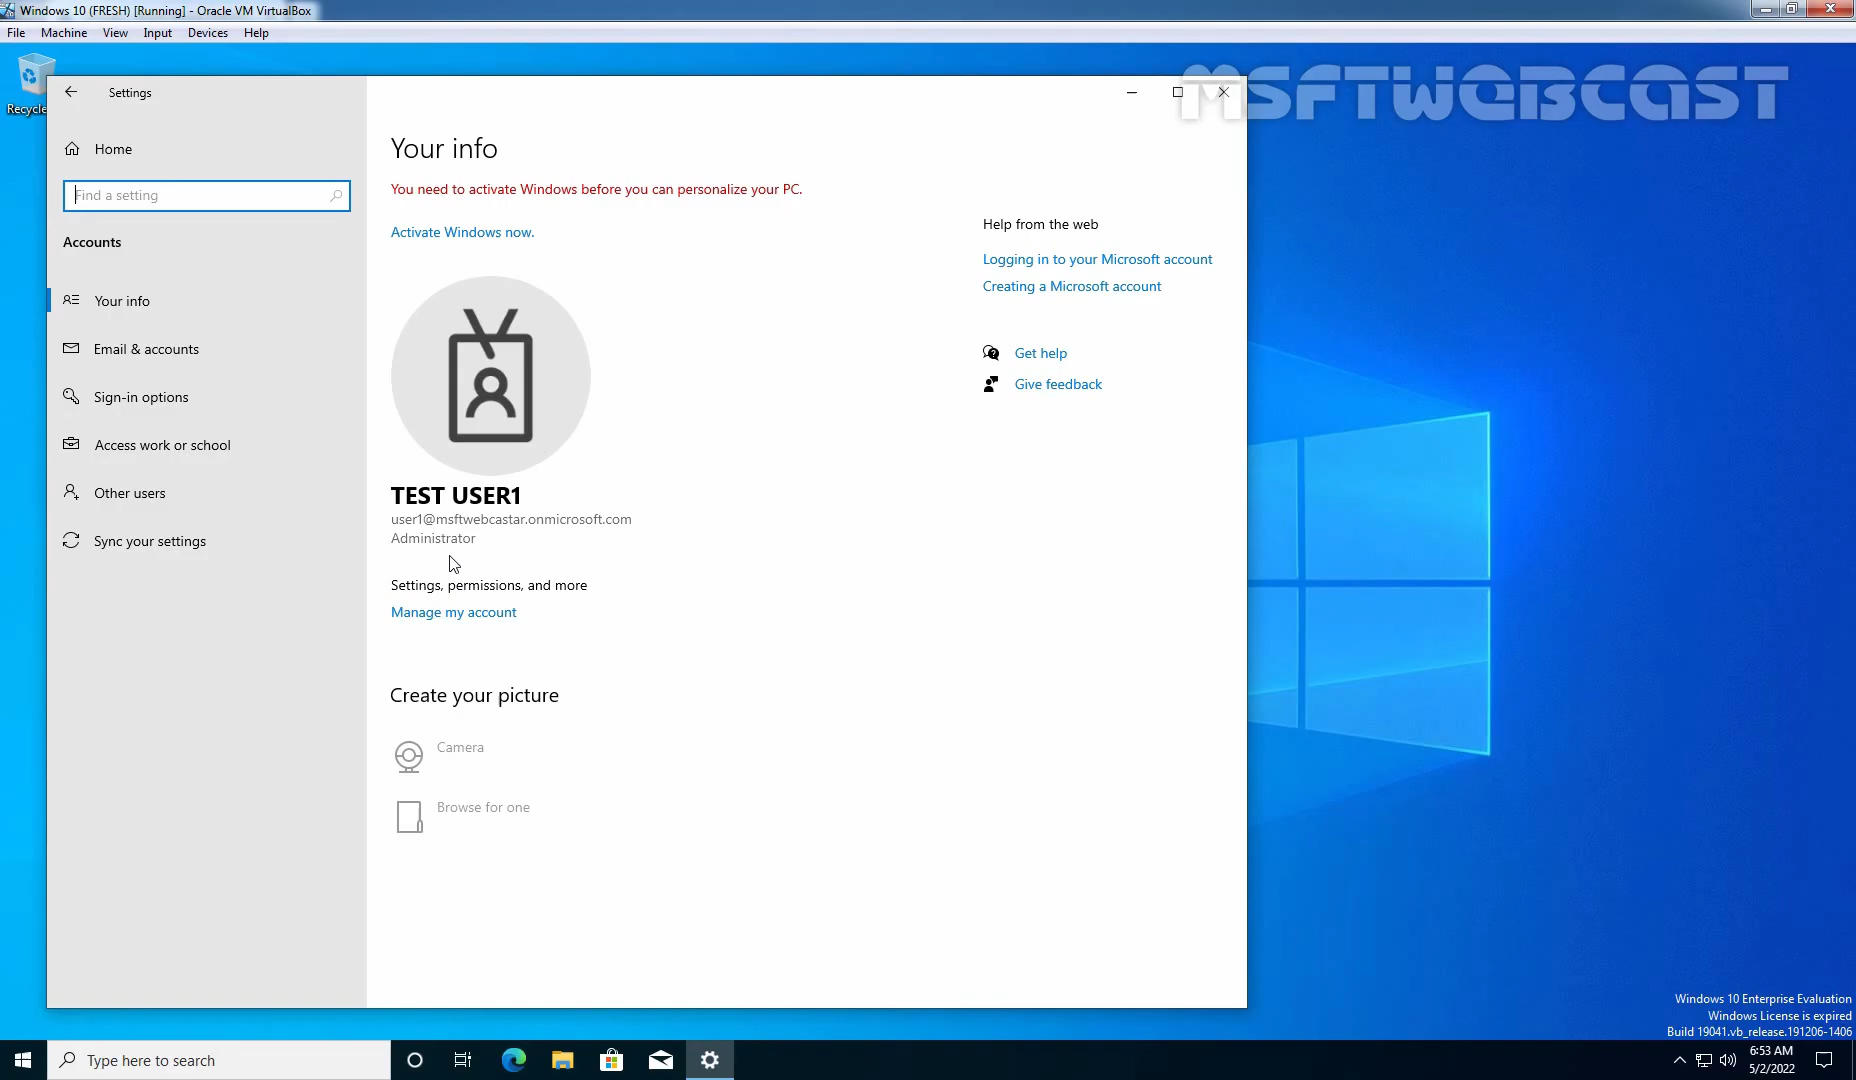 Windows 10 (FRESH) [Running] - Oracle VM VirtualBox
File Machine View Input Devices Help
MSFTWEBCAST
Recycle
Settings
Home
Find a setting
Accounts
Your info
Email & accounts
Sign-in options
Access work or school
Other users
Sync your settings
Your info
You need to activate Windows before you can personalize your PC.
Activate Windows now.
TEST USER1
user1@msftwebcastar.onmicrosoft.com
Administrator
Settings, permissions, and more
Manage my account
Create your picture
Camera
Browse for one
Help from the web
Logging in to your Microsoft account
Creating a Microsoft account
Get help
Give feedback
Windows 10 Enterprise Evaluation
Windows License is expired
Build 19041.vb_release.191206-1406
Type here to search
6:53 AM
5/2/2022